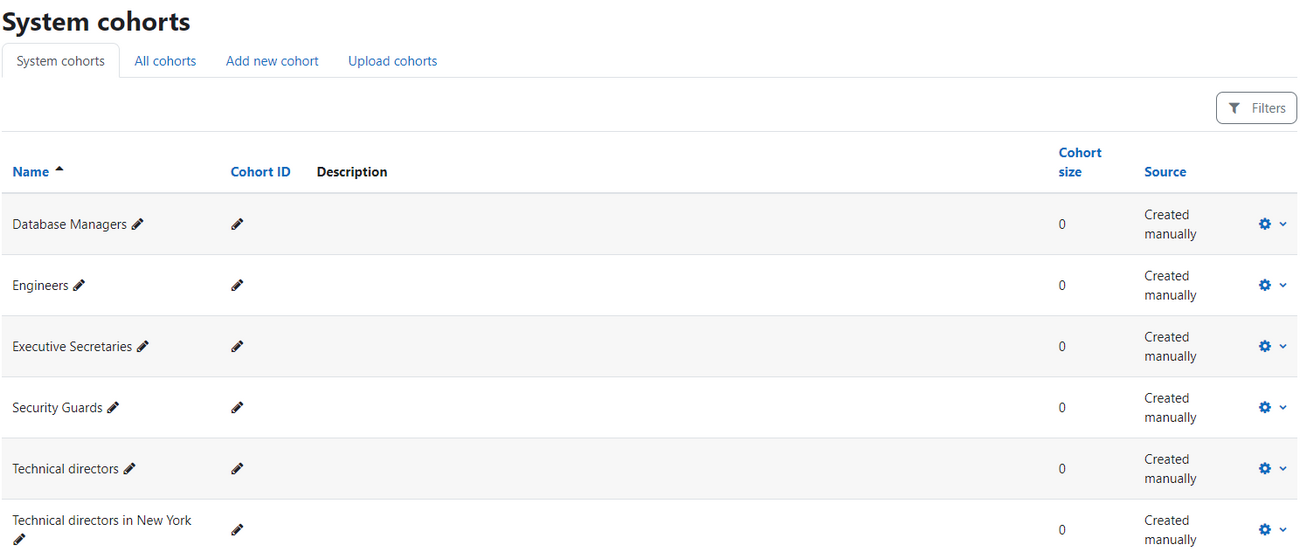 System cohorts
System cohorts All cohorts Add new cohort Upload cohorts
Filters
Name Cohort ID Description Cohort size Source
Database Managers 0 Created manually
Engineers 0 Created manually
Executive Secretaries 0 Created manually
Security Guards 0 Created manually
Technical directors 0 Created manually
Technical directors in New York 0 Created manually